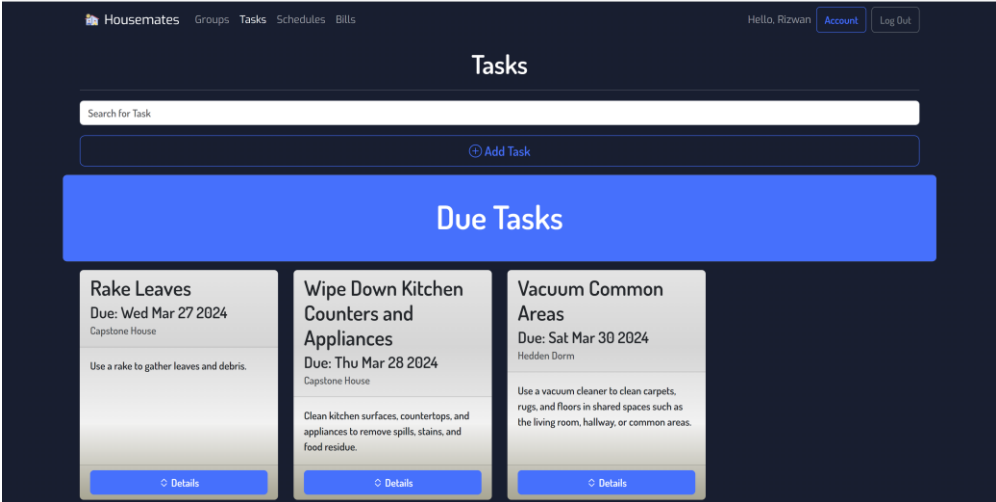 Housemates Groups Tasks Schedules Bills Hello, Rizwan Account Log Out
Tasks
Search for Task
Add Task
Due Tasks
Rake Leaves
Due: Wed Mar 27 2024
Capstone House
Use a rake to gather leaves and debris.
Details
Wipe Down Kitchen
Counters and
Appliances
Due: Thu Mar 28 2024
Capstone House
Clean kitchen surfaces, countertops, and
appliances to remove spills, stains, and
food residue.
Details
Vacuum Common
Areas
Due: Sat Mar 30 2024
Hedden Dorm
Use a vacuum cleaner to clean carpets,
rugs, and floors in shared spaces such as
the living room, hallway, or common areas.
Details